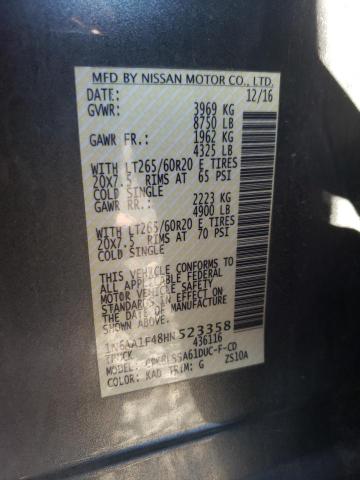 MFD BY NISSAN MOTOR CO., LTD.
DATE: 12/16
GVWR: 3969 KG
8750 LB
GAWR FR.: 1962 KG
4325 LB
WITH LT265/60R20 E TIRES
20X7.5 RIMS AT 65 PSI
COLD SINGLE
GAWR RR.: 2223 KG
4900 LB
WITH LT265/60R20 E TIRES
20X7.5 RIMS AT 70 PSI
COLD SINGLE
THIS VEHICLE CONFORMS TO
ALL APPLICABLE FEDERAL
MOTOR VEHICLE SAFETY
STANDARDS IN EFFECT ON
THE DATE OF MANUFACTURE
SHOWN ABOVE.
1N6AA1F48HN523358
TRUCK 436116
COLOR: KAD TRIM: G ZS10A